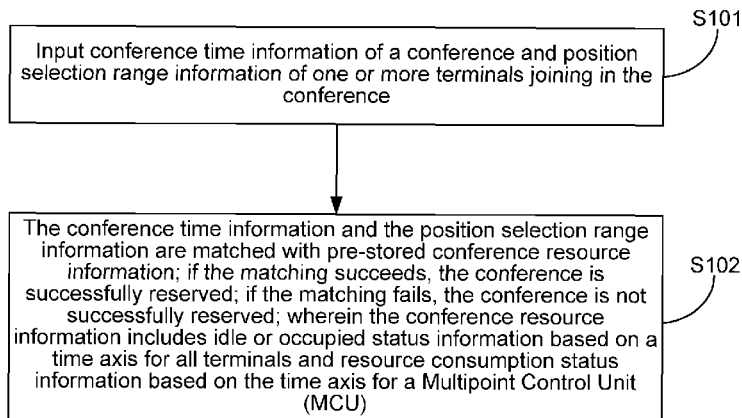 S101
Input conference time information of a conference and position
selection range information of one or more terminals joining in the
conference
The conference time information and the position selection range
information are matched with pre-stored conference resource
information; if the matching succeeds, the conference is
successfully reserved; if the matching fails, the conference is not
successfully reserved; wherein the conference resource
information includes idle or occupied status information based on a
time axis for all terminals and resource consumption status
information based on the time axis for a Multipoint Control Unit
(MCU)
S102